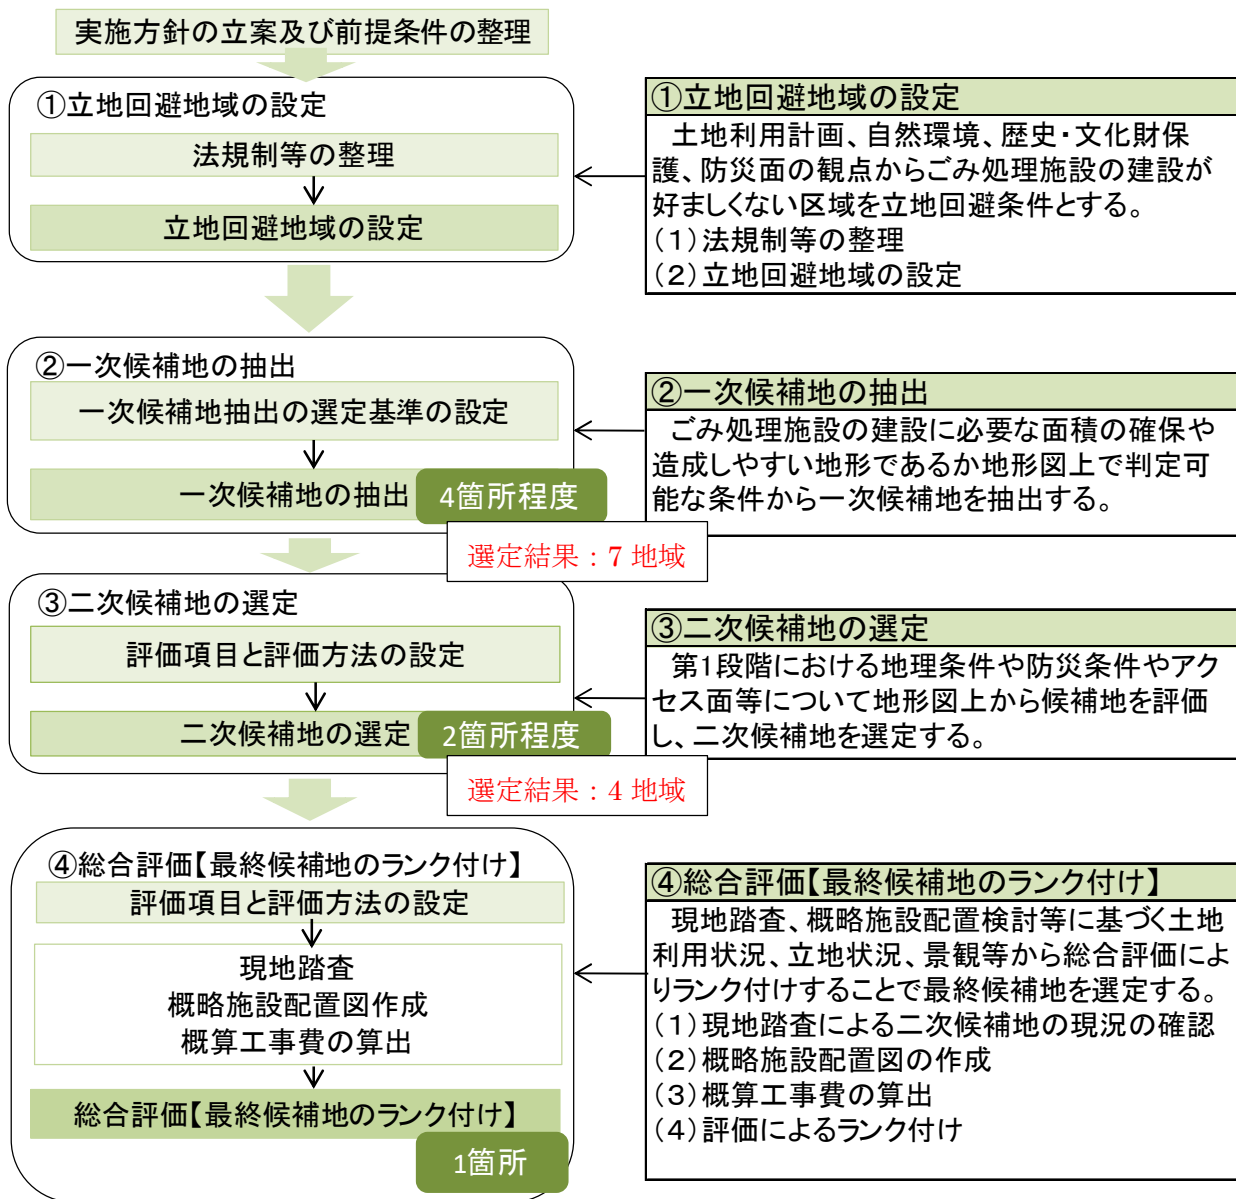 実施方針の立案及び前提条件の整理
①立地回避地域の設定
法規制等の整理
立地回避地域の設定
①立地回避地域の設定
土地利用計画、自然環境、歴史・文化財保
護、防災面の観点からごみ処理施設の建設が
好ましくない区域を立地回避条件とする。
(1)法規制等の整理
(2)立地回避地域の設定
②一次候補地の抽出
一次候補地抽出の選定基準の設定
一次候補地の抽出
4箇所程度
選定結果：7 地域
②一次候補地の抽出
ごみ処理施設の建設に必要な面積の確保や
造成しやすい地形であるか地形図上で判定可
能な条件から一次候補地を抽出する。
③二次候補地の選定
評価項目と評価方法の設定
二次候補地の選定
2箇所程度
選定結果：4 地域
③二次候補地の選定
第1段階における地理条件や防災条件やアク
セス面等について地形図上から候補地を評価
し、二次候補地を選定する。
④総合評価【最終候補地のランク付け】
評価項目と評価方法の設定
現地踏査
概略施設配置図作成
概算工事費の算出
総合評価【最終候補地のランク付け】
1箇所
④総合評価【最終候補地のランク付け】
現地踏査、概略施設配置検討等に基づく土地
利用状況、立地状況、景観等から総合評価によ
りランク付けすることで最終候補地を選定する。
(1)現地踏査による二次候補地の現況の確認
(2)概略施設配置図の作成
(3)概算工事費の算出
(4)評価によるランク付け